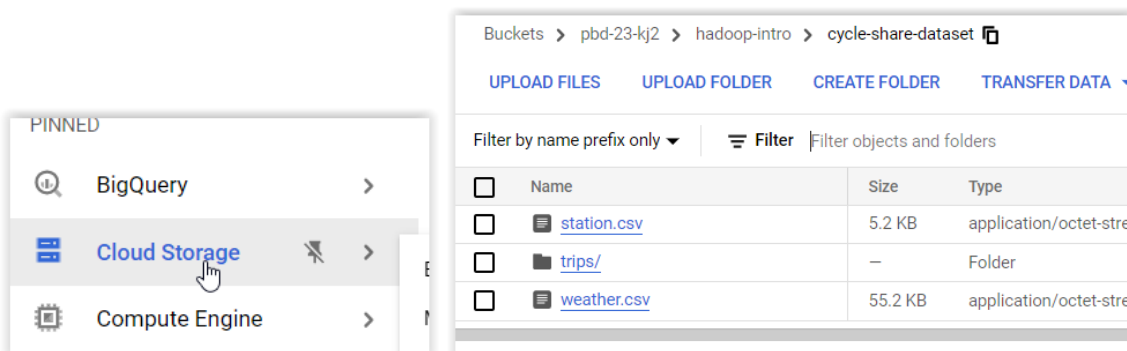 PINNED
BigQuery
Cloud Storage
Compute Engine
Buckets > pbd-23-kj2 > hadoop-intro > cycle-share-dataset
UPLOAD FILES UPLOAD FOLDER CREATE FOLDER TRANSFER DATA
Filter by name prefix only Filter Filter objects and folders
Name Size Type
station.csv 5.2 KB application/octet-stre
trips/ — Folder
weather.csv 55.2 KB application/octet-stre